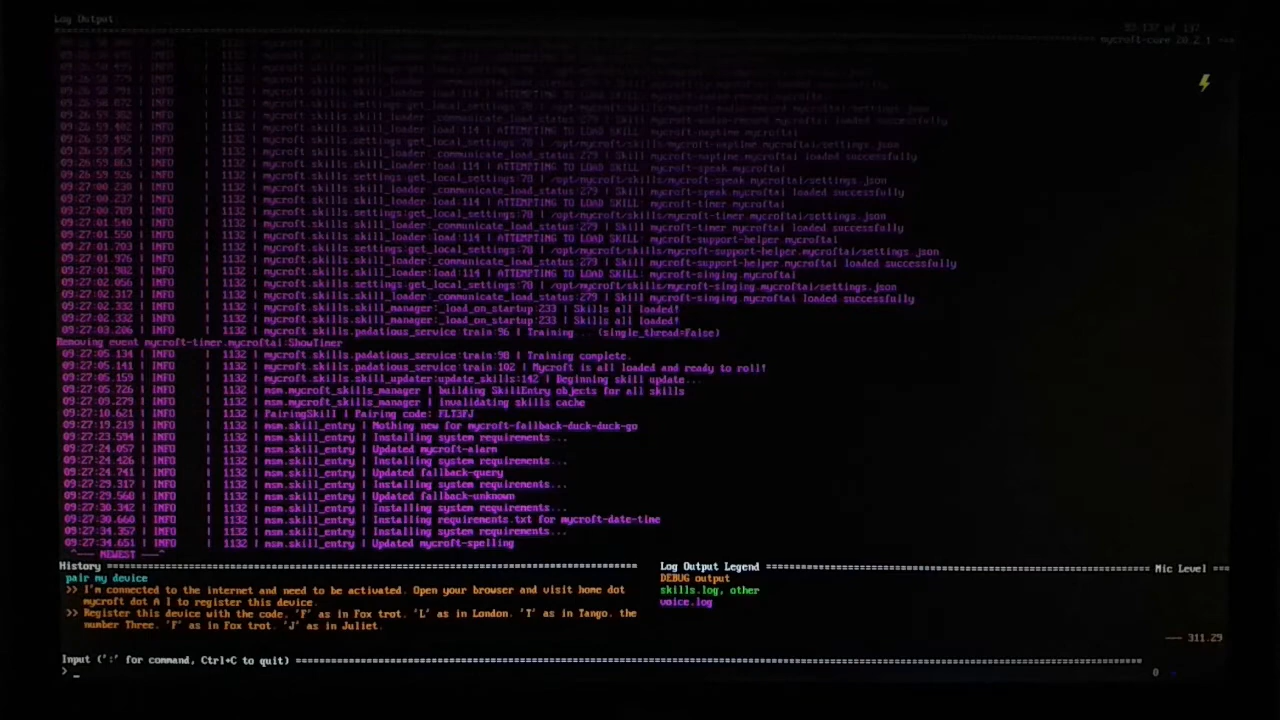 Log Output
mycroft-core 20.2.1 ===
INFO
mycroft.skills.settings:get_local_settings:78 |
09:26:59.402 | INFO | 1132 | mycroft.skills.skill_loader:load:114 | ATTEMPTING TO LOAD SKILL: mycroft-naptime.mycroftai
09:26:59.492 | INFO | 1132 | mycroft.skills.settings:get_local_settings:78 | /opt/mycroft/skills/mycroft-naptime.mycroftai/settings.json
09:26:59.854 | INFO | 1132 | mycroft.skills.skill_loader:_communicate_load_status:279 | Skill mycroft-naptime.mycroftai loaded successfully
09:26:59.863 | INFO | 1132 | mycroft.skills.skill_loader:load:114 | ATTEMPTING TO LOAD SKILL: mycroft-speak.mycroftai
09:26:59.926 | INFO | 1132 | mycroft.skills.settings:get_local_settings:78 | /opt/mycroft/skills/mycroft-speak.mycroftai/settings.json
09:27:00.230 | INFO | 1132 | mycroft.skills.skill_loader:_communicate_load_status:279 | Skill mycroft-speak.mycroftai loaded successfully
09:27:00.237 | INFO | 1132 | mycroft.skills.skill_loader:load:114 | ATTEMPTING TO LOAD SKILL: mycroft-timer.mycroftai
09:27:00.789 | INFO | 1132 | mycroft.skills.settings:get_local_settings:78 | /opt/mycroft/skills/mycroft-timer.mycroftai/settings.json
09:27:01.540 | INFO | 1132 | mycroft.skills.skill_loader:_communicate_load_status:279 | Skill mycroft-timer.mycroftai loaded successfully
09:27:01.550 | INFO | 1132 | mycroft.skills.skill_loader:load:114 | ATTEMPTING TO LOAD SKILL: mycroft-support-helper.mycroftai
09:27:01.703 | INFO | 1132 | mycroft.skills.settings:get_local_settings:78 | /opt/mycroft/skills/mycroft-support-helper.mycroftai/settings.json
09:27:01.976 | INFO | 1132 | mycroft.skills.skill_loader:_communicate_load_status:279 | Skill mycroft-support-helper.mycroftai loaded successfully
09:27:01.982 | INFO | 1132 | mycroft.skills.skill_loader:load:114 | ATTEMPTING TO LOAD SKILL: mycroft-singing.mycroftai
09:27:02.056 | INFO | 1132 | mycroft.skills.settings:get_local_settings:78 | /opt/mycroft/skills/mycroft-singing.mycroftai/settings.json
09:27:02.317 | INFO | 1132 | mycroft.skills.skill_loader:_communicate_load_status:279 | Skill mycroft-singing.mycroftai loaded successfully
09:27:02.332 | INFO | 1132 | mycroft.skills.skill_manager:_load_on_startup:233 | Skills all loaded!
09:27:02.332 | INFO | 1132 | mycroft.skills.skill_manager:_load_on_startup:233 | Skills all loaded!
09:27:03.206 | INFO | 1132 | mycroft.skills.padatious_service:train:96 | Training... (single_thread=False)
Removing event mycroft-timer.mycroftai:ShowTimer
09:27:05.134 | INFO | 1132 | mycroft.skills.padatious_service:train:98 | Training complete.
09:27:05.141 | INFO | 1132 | mycroft.skills.padatious_service:train:102 | Mycroft is all loaded and ready to roll!
09:27:05.159 | INFO | 1132 | mycroft.skills.skill_updater:update_skills:142 | Beginning skill update...
09:27:05.726 | INFO | 1132 | msm.mycroft_skills_manager | building SkillEntry objects for all skills
09:27:09.279 | INFO | 1132 | msm.mycroft_skills_manager | invalidating skills cache
09:27:10.621 | INFO | 1132 | PairingSkill | Pairing code: FLT3FJ
09:27:19.219 | INFO | 1132 | msm.skill_entry | Nothing new for mycroft-fallback-duck-duck-go
09:27:23.594 | INFO | 1132 | msm.skill_entry | Installing system requirements...
09:27:24.057 | INFO | 1132 | msm.skill_entry | Updated mycroft-alarm
09:27:24.426 | INFO | 1132 | msm.skill_entry | Installing system requirements...
09:27:24.741 | INFO | 1132 | msm.skill_entry | Updated fallback-query
09:27:29.317 | INFO | 1132 | msm.skill_entry | Installing system requirements...
09:27:29.568 | INFO | 1132 | msm.skill_entry | Updated fallback-unknown
09:27:30.342 | INFO | 1132 | msm.skill_entry | Installing system requirements...
09:27:30.660 | INFO | 1132 | msm.skill_entry | Installing requirements.txt for mycroft-date-time
09:27:34.357 | INFO | 1132 | msm.skill_entry | Installing system requirements...
09:27:34.651 | INFO | 1132 | msm.skill_entry | Updated mycroft-spelling
^--- NEWEST ---^
History
pair my device
>> I'm connected to the internet and need to be activated. Open your browser and visit home dot
mycroft dot A I to register this device.
>> Register this device with the code. 'F' as in Fox trot. 'L' as in London. 'T' as in Tango. the
number Three. 'F' as in Fox trot. 'J' as in Juliet.
Log Output Legend
DEBUG output
skills.log, other
voice.log
Mic Level ===
--- 311.29
Input (':' for command, Ctrl+C to quit)
> _
0